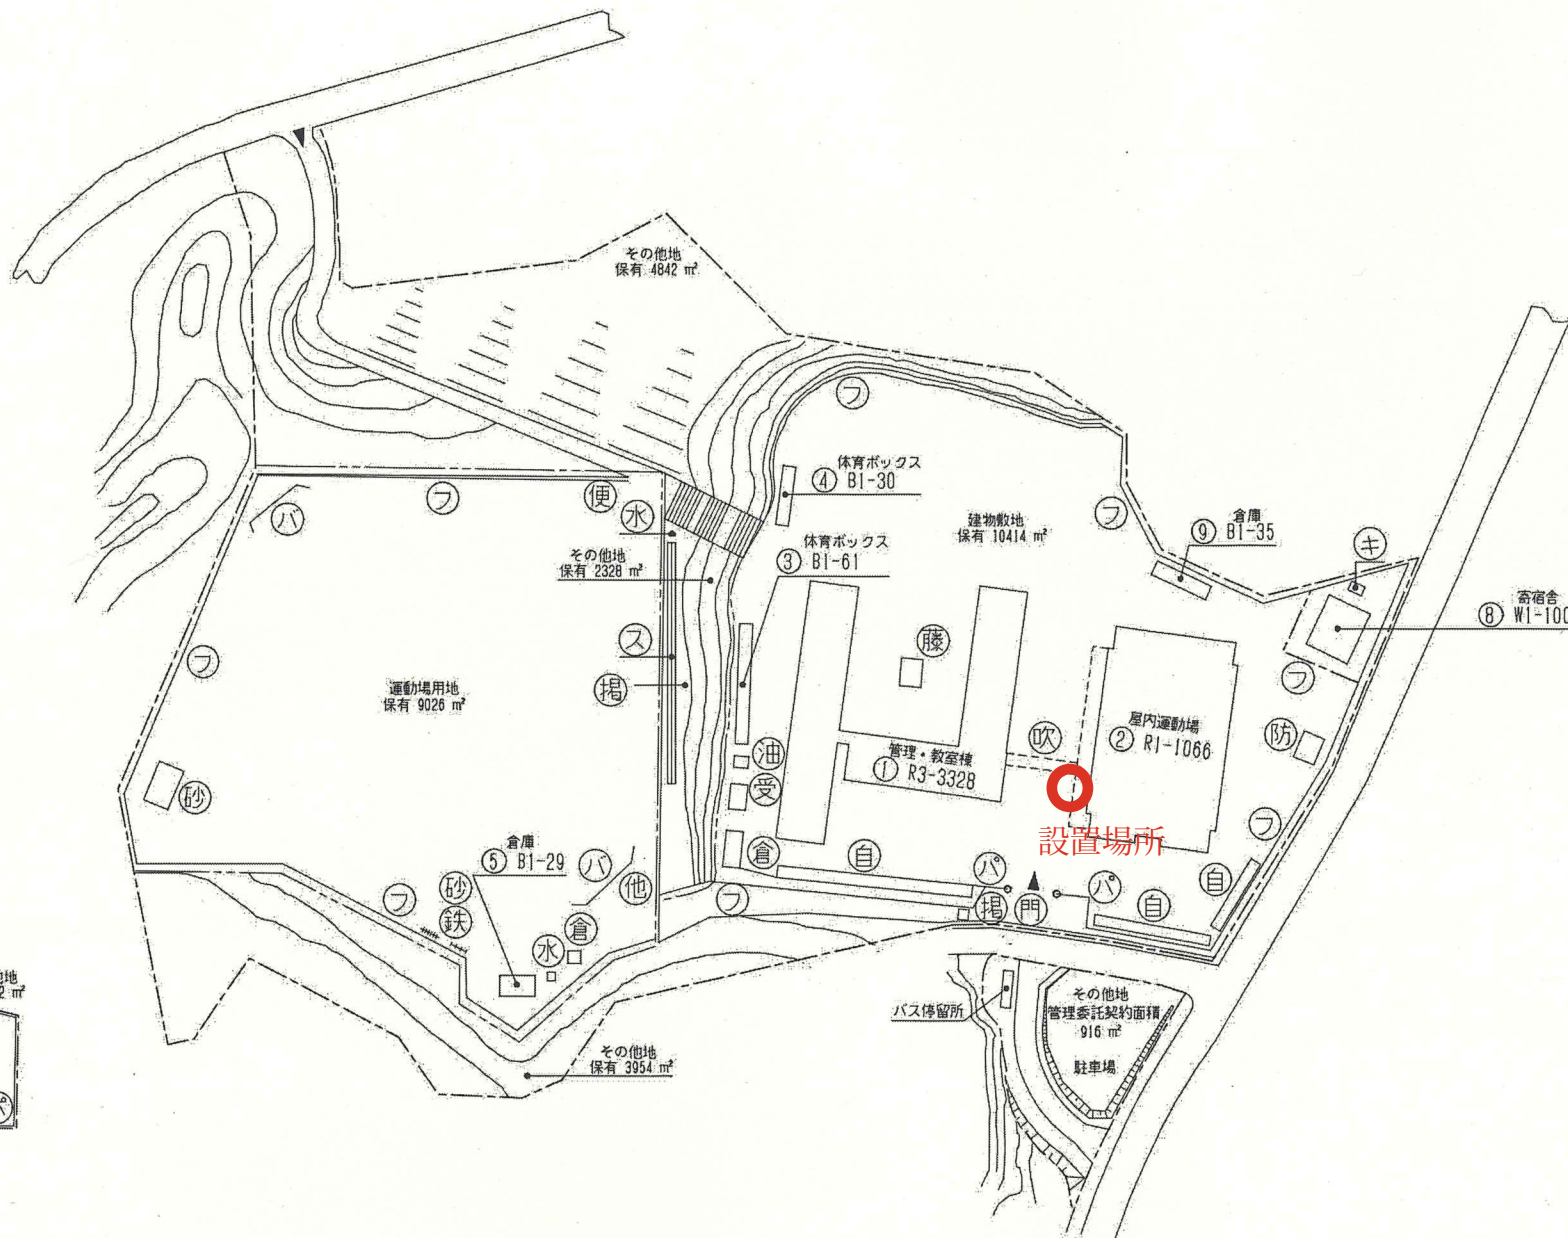 その他地
保有 4842 ㎡
フ
体育ボックス
④ B1-30
フ
便
水
バ
フ
建物敷地
保有 10414 ㎡
倉庫
⑨ B1-35
キ
体育ボックス
③ B1-61
その他地
保有 2328 ㎡
寄宿舎
⑧ W1-100
ス
藤
フ
掲
フ
運動場用地
保有 9026 ㎡
屋内運動場
② R1-1066
吹
防
管理・教室棟
① R3-3328
油
受
砂
設置場所
フ
倉庫
⑤ B1-29
バ
倉
自
パ
パ
自
他
砂
鉄
フ
フ
掲
門
自
倉
水
地
2 ㎡
バス停留所
その他地
管理委託契約面積
916 ㎡
駐車場
その他地
保有 3954 ㎡